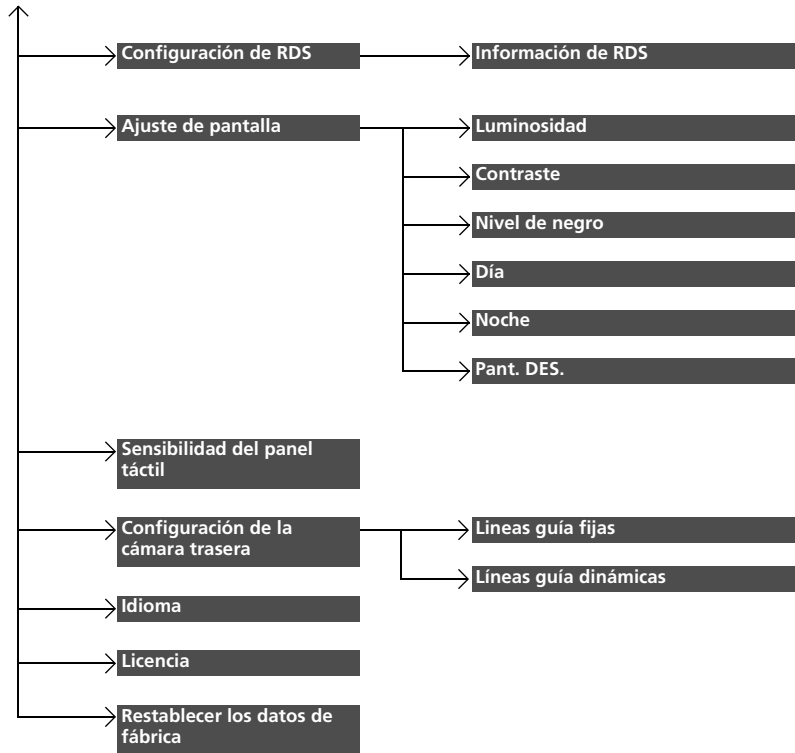 Configuración de RDS
Información de RDS
Ajuste de pantalla
Luminosidad
Contraste
Nivel de negro
Día
Noche
Pant. DES.
Sensibilidad del panel
táctil
Configuración de la
cámara trasera
Lineas guía fijas
Líneas guía dinámicas
Idioma
Licencia
Restablecer los datos de
fábrica